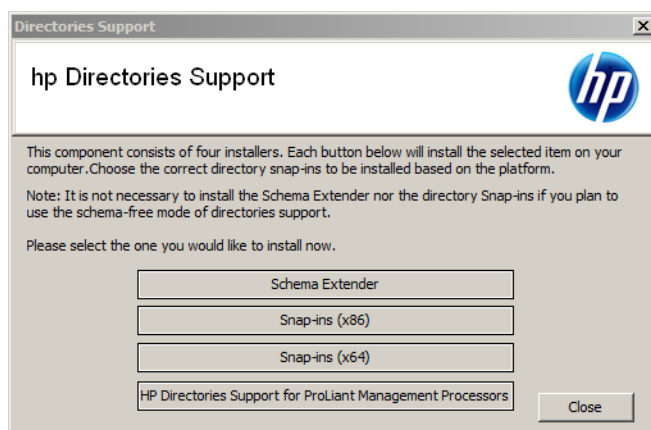 Directories Support
hp Directories Support
hp
This component consists of four installers. Each button below will install the selected item on your
computer.Choose the correct directory snap-ins to be installed based on the platform.
Note: It is not necessary to install the Schema Extender nor the directory Snap-ins if you plan to
use the schema-free mode of directories support.
Please select the one you would like to install now.
Schema Extender
Snap-ins (x86)
Snap-ins (x64)
HP Directories Support for ProLiant Management Processors
Close